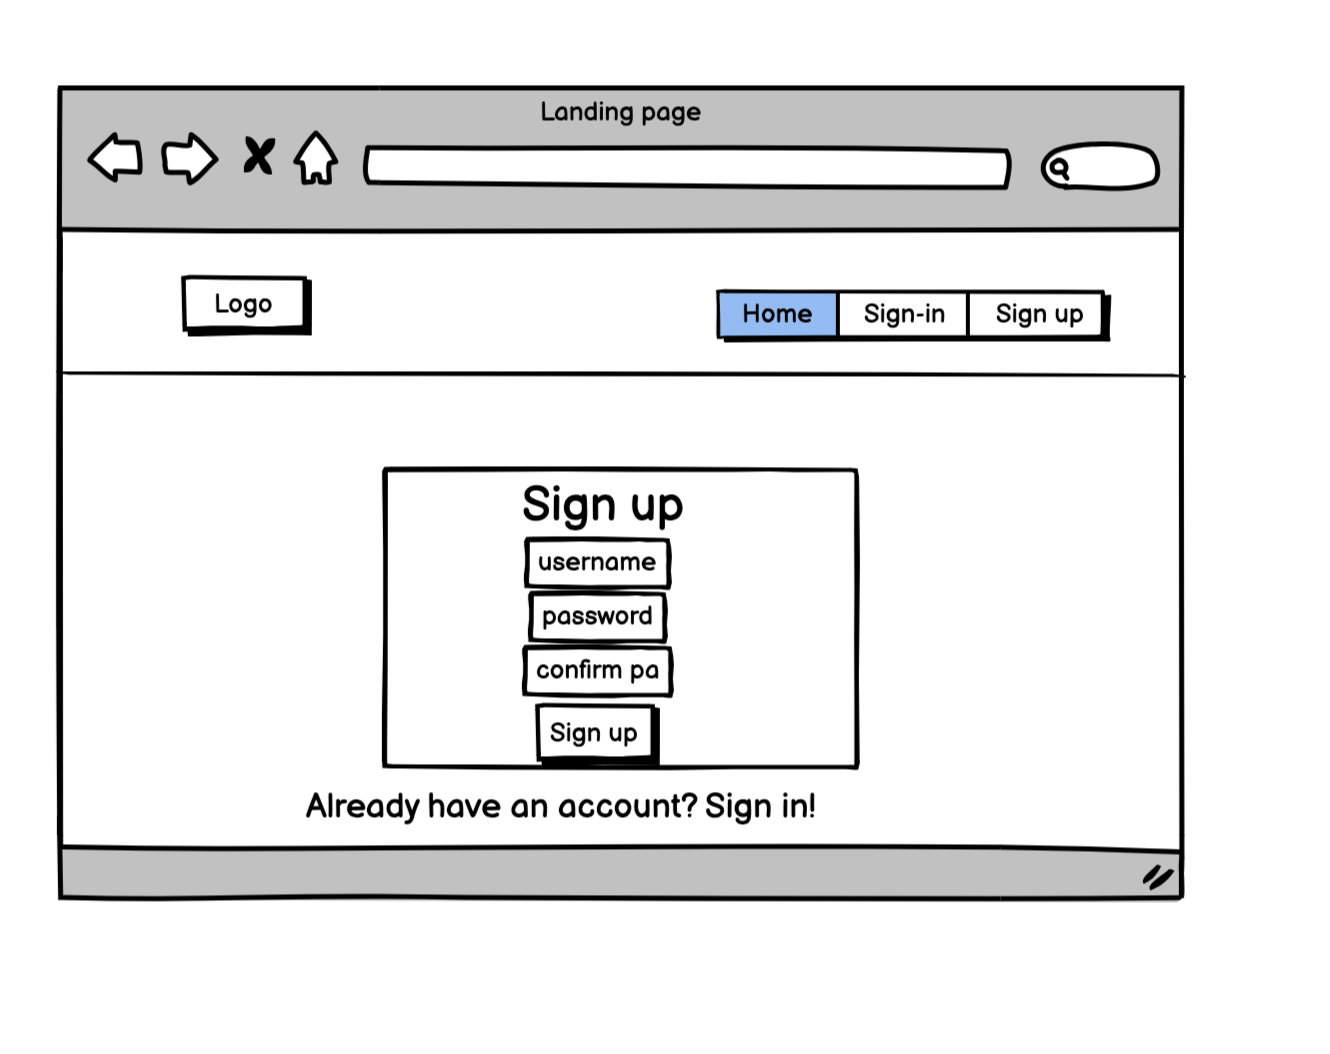 Landing page
Logo
Home Sign-in Sign up
Sign up
username
password
confirm pa
Sign up
Already have an account? Sign in!